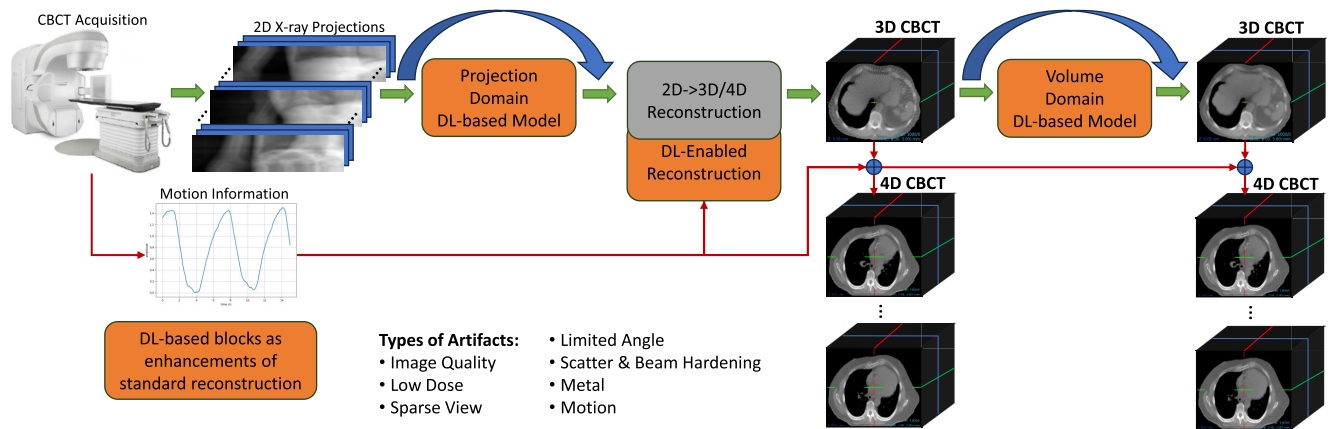 CBCT Acquisition
2D X-ray Projections
Projection
Domain
DL-based Model
2D->3D/4D
Reconstruction
DL-Enabled
Reconstruction
3D CBCT
Volume
Domain
DL-based Model
3D CBCT
4D CBCT
4D CBCT
Motion Information
DL-based blocks as
enhancements of
standard reconstruction
Types of Artifacts:
• Image Quality
• Low Dose
• Sparse View
• Limited Angle
• Scatter & Beam Hardening
• Metal
• Motion